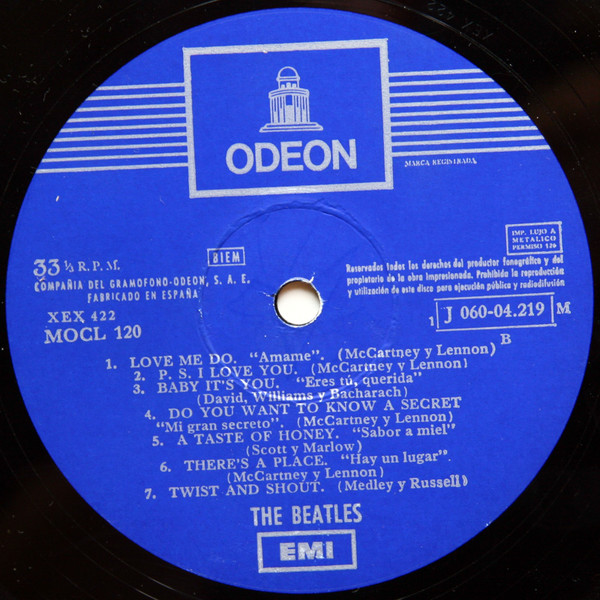 ODEON
MARCA REGISTRADA
33 ⅓ R. P. M.
BIEM
COMPAÑIA DEL GRAMOFONO-ODEON, S. A. E.
FABRICADO EN ESPAÑA
XEX 422
MOCL 120
IMP. LUJO A
METALICO
PERMISO 120
Reservados todos los derechos del productor fonográfico y del
propietario de la obra impresionada. Prohibida la reproducción
y utilización de este disco para ejecución pública y radiodifusión
1 J 060-04.219 M
B
1. LOVE ME DO. "Amame". (McCartney y Lennon)
2. P. S. I LOVE YOU. (McCartney y Lennon)
3. BABY IT'S YOU. "Eres tú, querida"
(David, Williams y Bacharach)
4. DO YOU WANT TO KNOW A SECRET
"Mi gran secreto". (McCartney y Lennon)
5. A TASTE OF HONEY. "Sabor a miel"
(Scott y Marlow)
6. THERE'S A PLACE. "Hay un lugar".
(McCartney y Lennon)
7. TWIST AND SHOUT. (Medley y Russell)
THE BEATLES
EMI